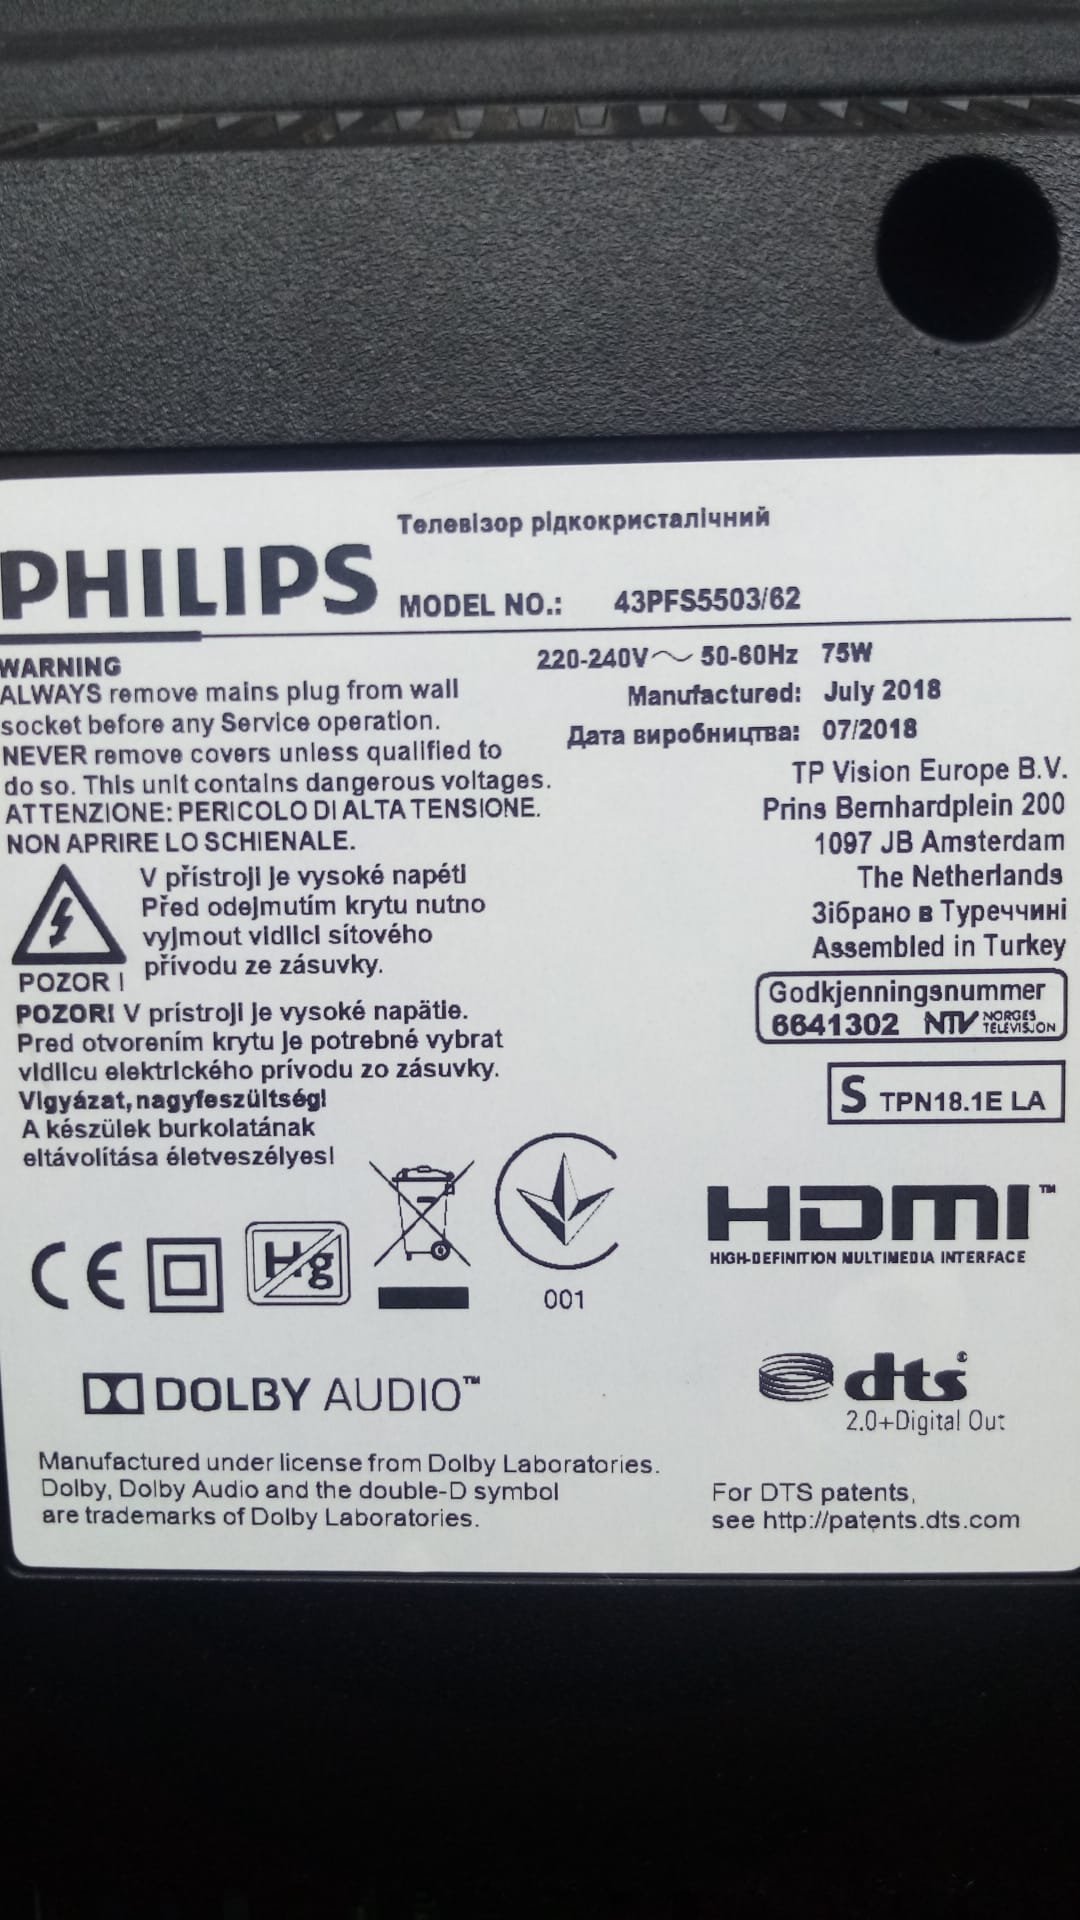 Телевізор рідкокристалічний
PHILIPS
MODEL NO.: 43PFS5503/62
WARNING
ALWAYS remove mains plug from wall
socket before any Service operation.
NEVER remove covers unless qualified to
do so. This unit contains dangerous voltages.
ATTENZIONE: PERICOLO DI ALTA TENSIONE.
NON APRIRE LO SCHIENALE.
V přístroji je vysoké napétí
Před odejmutím krytu nutno
vyjmout vidlici sítového
přívodu ze zásuvky.
POZOR !
POZOR! V prístroji je vysoké napätie.
Pred otvorením krytu je potrebné vybrat
vidlicu elektrického prívodu zo zásuvky.
Vigyázat, nagyfeszültség!
A készülek burkolatának
eltávolítása életveszélyes!
220-240V~ 50-60Hz 75W
Manufactured: July 2018
Дата виробництва: 07/2018
TP Vision Europe B.V.
Prins Bernhardplein 200
1097 JB Amsterdam
The Netherlands
Зібрано в Туреччині
Assembled in Turkey
Godkjenningsnummer
6641302 NTV NORGES
TELEVISJON
S TPN18.1E LA
CE
Hg
001
HDMI™
HIGH-DEFINITION MULTIMEDIA INTERFACE
DOLBY AUDIO™
Manufactured under license from Dolby Laboratories.
Dolby, Dolby Audio and the double-D symbol
are trademarks of Dolby Laboratories.
dts®
2.0+Digital Out
For DTS patents,
see http://patents.dts.com